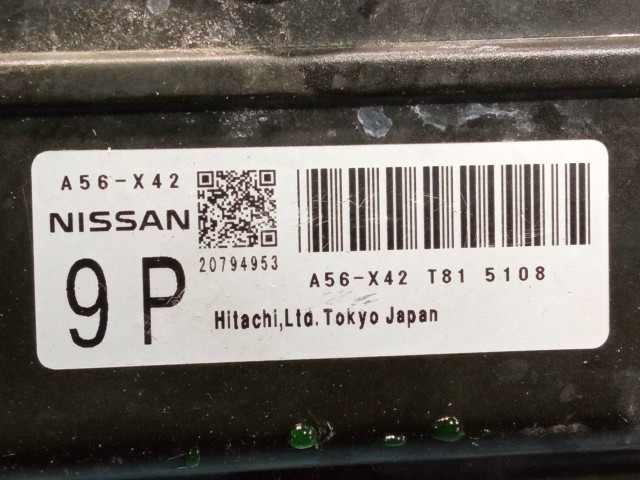 A56-X42
NISSAN
9P
20794953
A56-X42 T81 5108
Hitachi,Ltd. Tokyo Japan